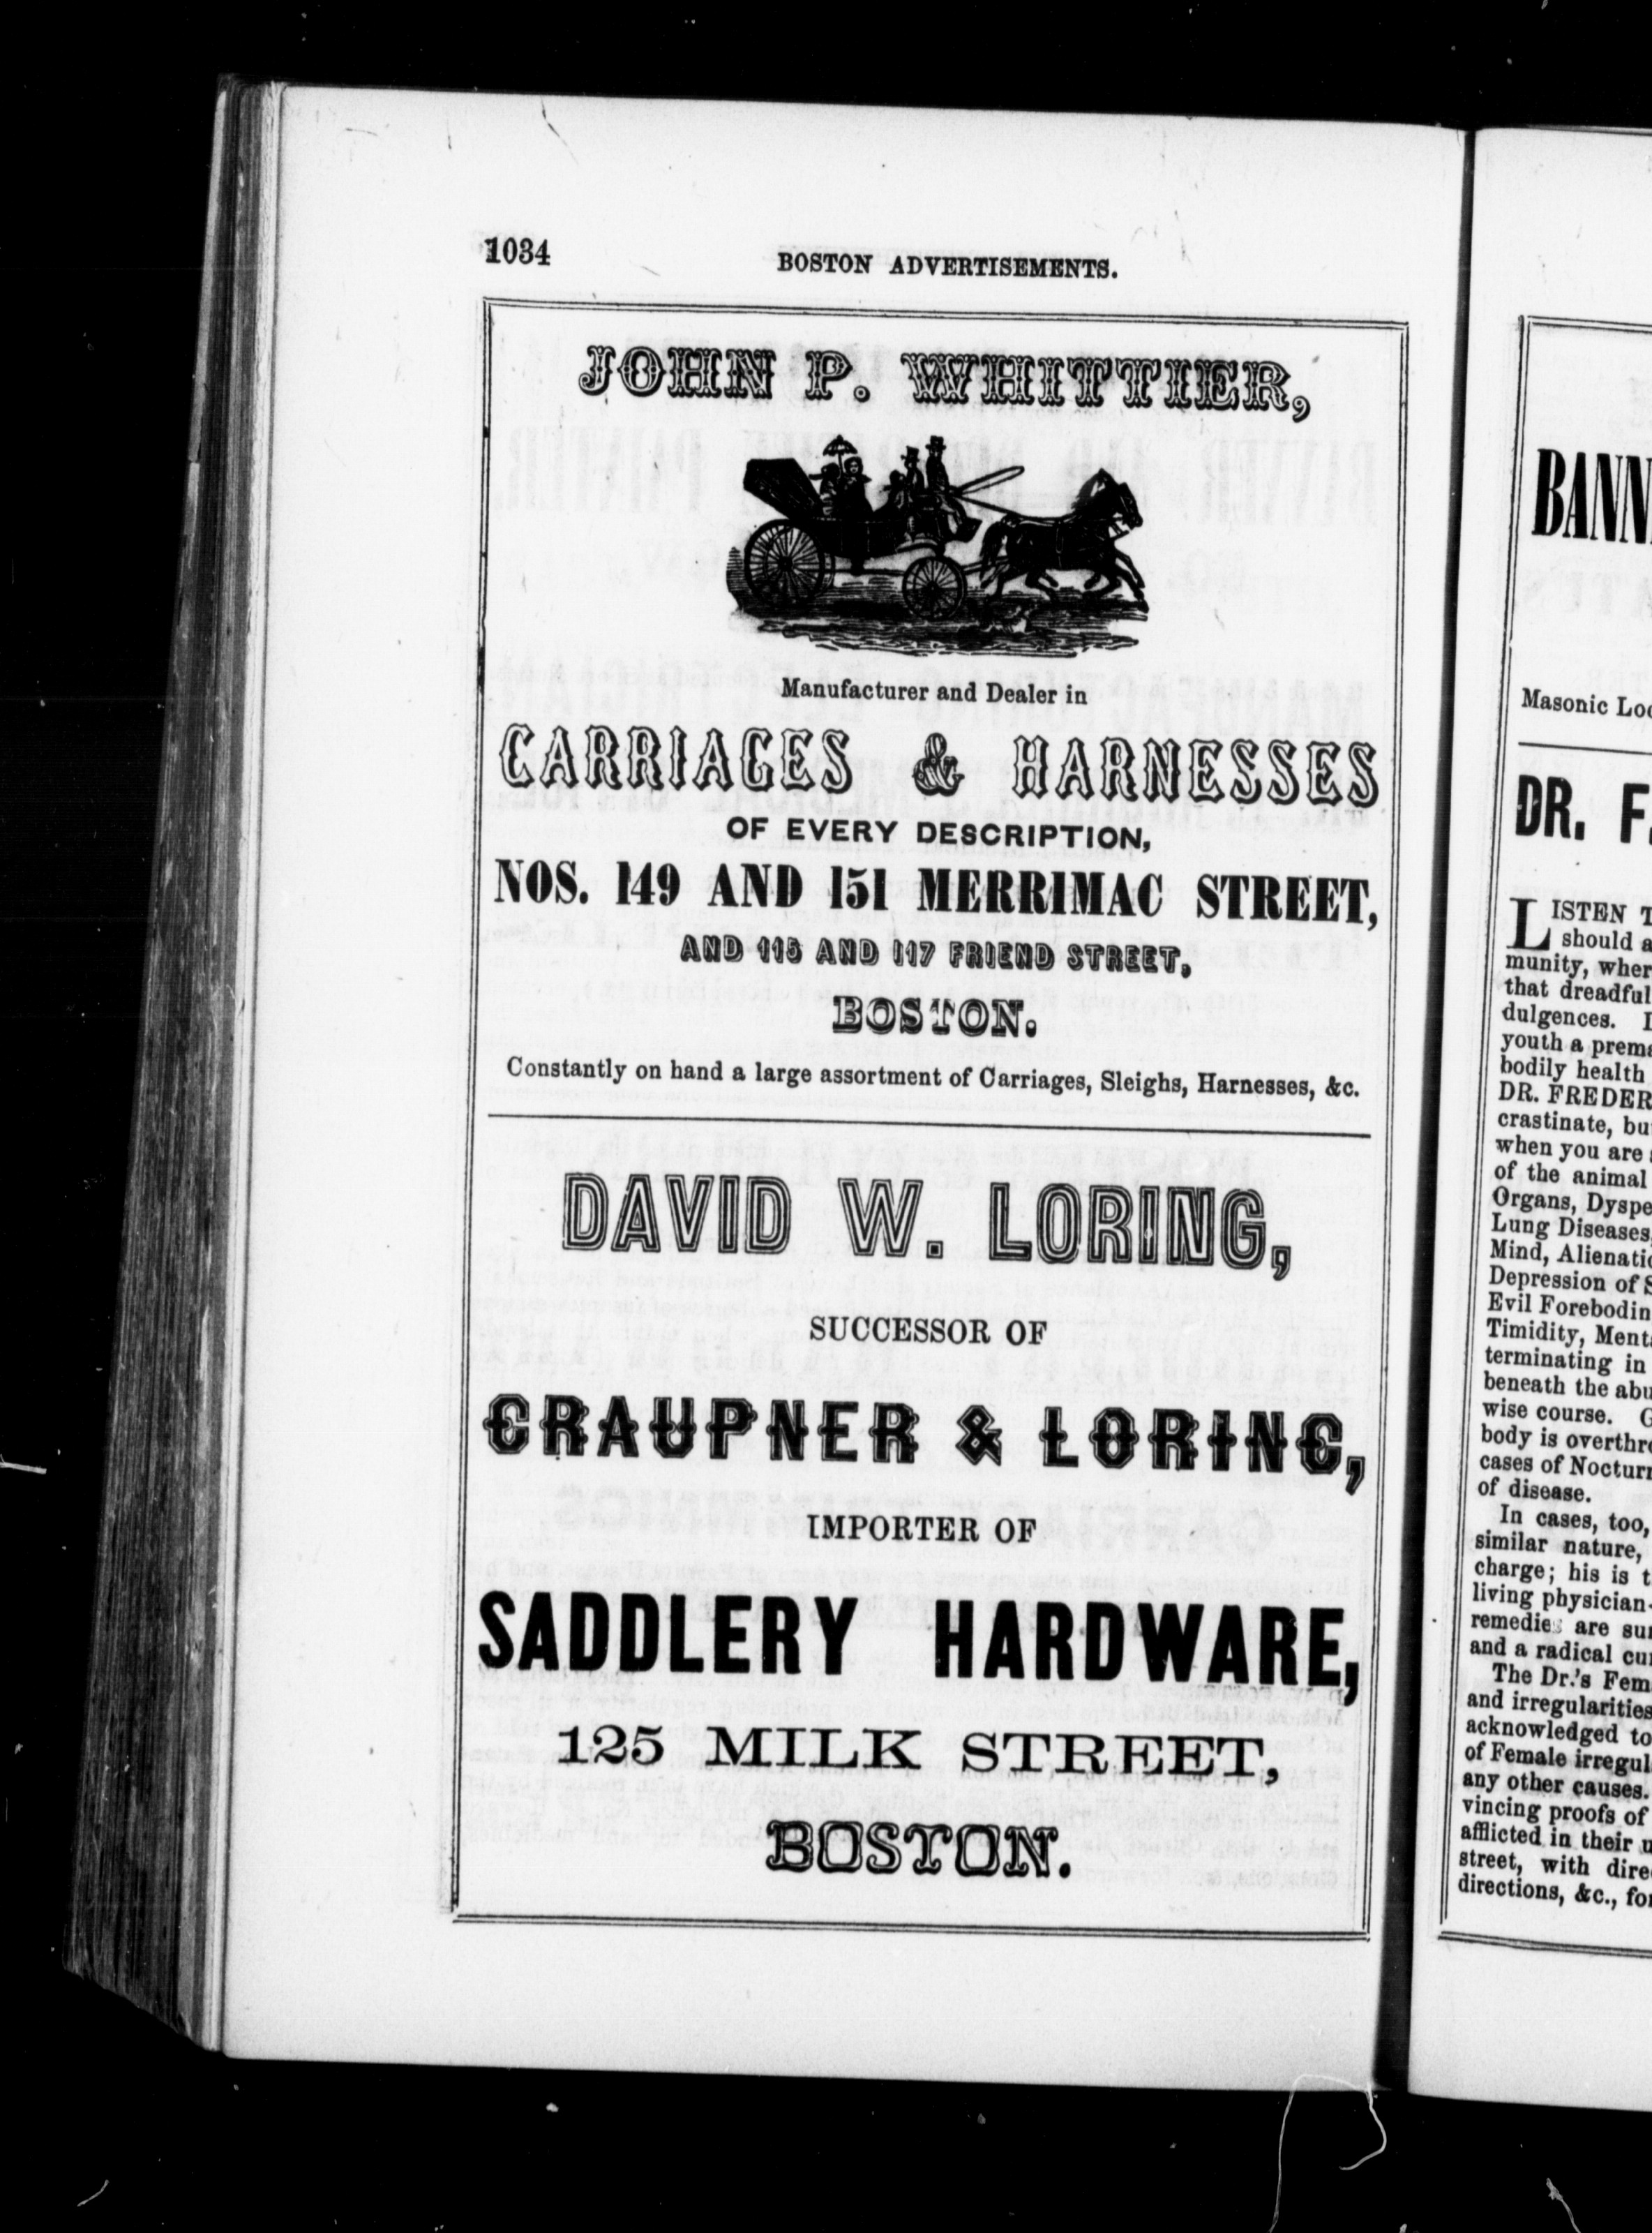 1034
BOSTON ADVERTISEMENTS.
JOHN P. WHITTIER,
Manufacturer and Dealer in
CARRIAGES & HARNESSES
OF EVERY DESCRIPTION,
NOS. 149 AND 151 MERRIMAC STREET,
AND 115 AND 117 FRIEND STREET,
BOSTON.
Constantly on hand a large assortment of Carriages, Sleighs, Harnesses, &c.
DAVID W. LORING,
SUCCESSOR OF
GRAUPNER & LORING,
IMPORTER OF
SADDLERY HARDWARE,
125 MILK STREET,
BOSTON.
BANN
Masonic Loc
DR. F.
LISTEN T
should a
munity, wher
that dreadful
dulgences. I
youth a prema
bodily health
DR. FREDER
crastinate, bu
when you are
of the animal
Organs, Dyspe
Lung Diseases,
Mind, Alienatio
Depression of S
Evil Forebodin
Timidity, Menta
terminating in
beneath the abu
wise course. G
body is overthro
cases of Nocturn
of disease.
In cases, too,
similar nature,
charge; his is t
living physician
remedies are su
and a radical cu
The Dr.'s Fem
and irregularities
acknowledged to
of Female irregul
any other causes.
vincing proofs of
afflicted in their u
street, with dire
directions, &c., fo